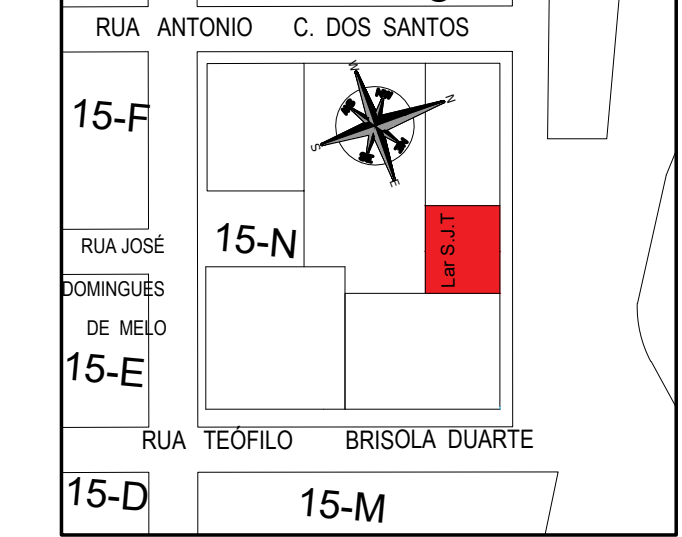 RUA ANTONIO C. DOS SANTOS
15-F
W
N
S
E
15-N
Lar S.J.T
RUA JOSÉ
DOMINGUES
DE MELO
15-E
RUA TEÓFILO BRISOLA DUARTE
15-D
15-M